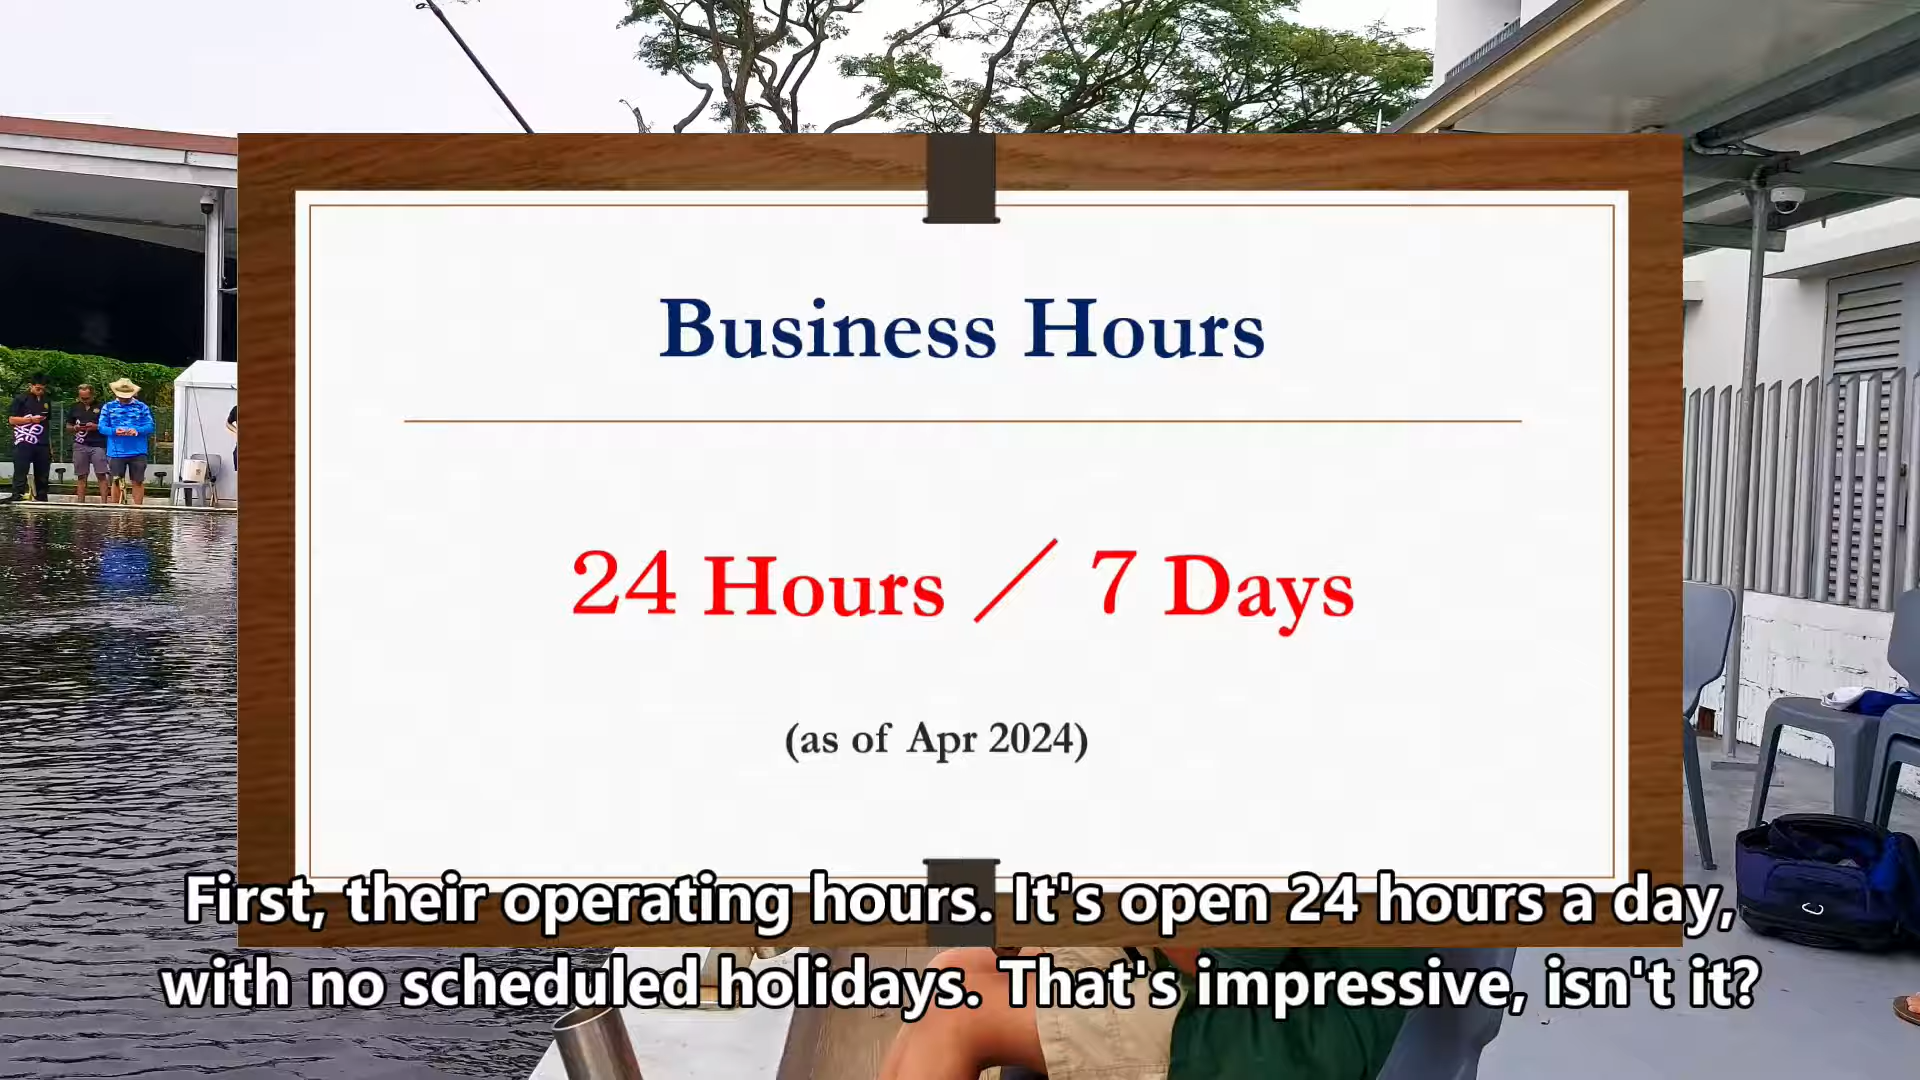 Business Hours
24 Hours ／ 7 Days
(as of Apr 2024)
First, their operating hours. It's open 24 hours a day,
with no scheduled holidays. That's impressive, isn't it?